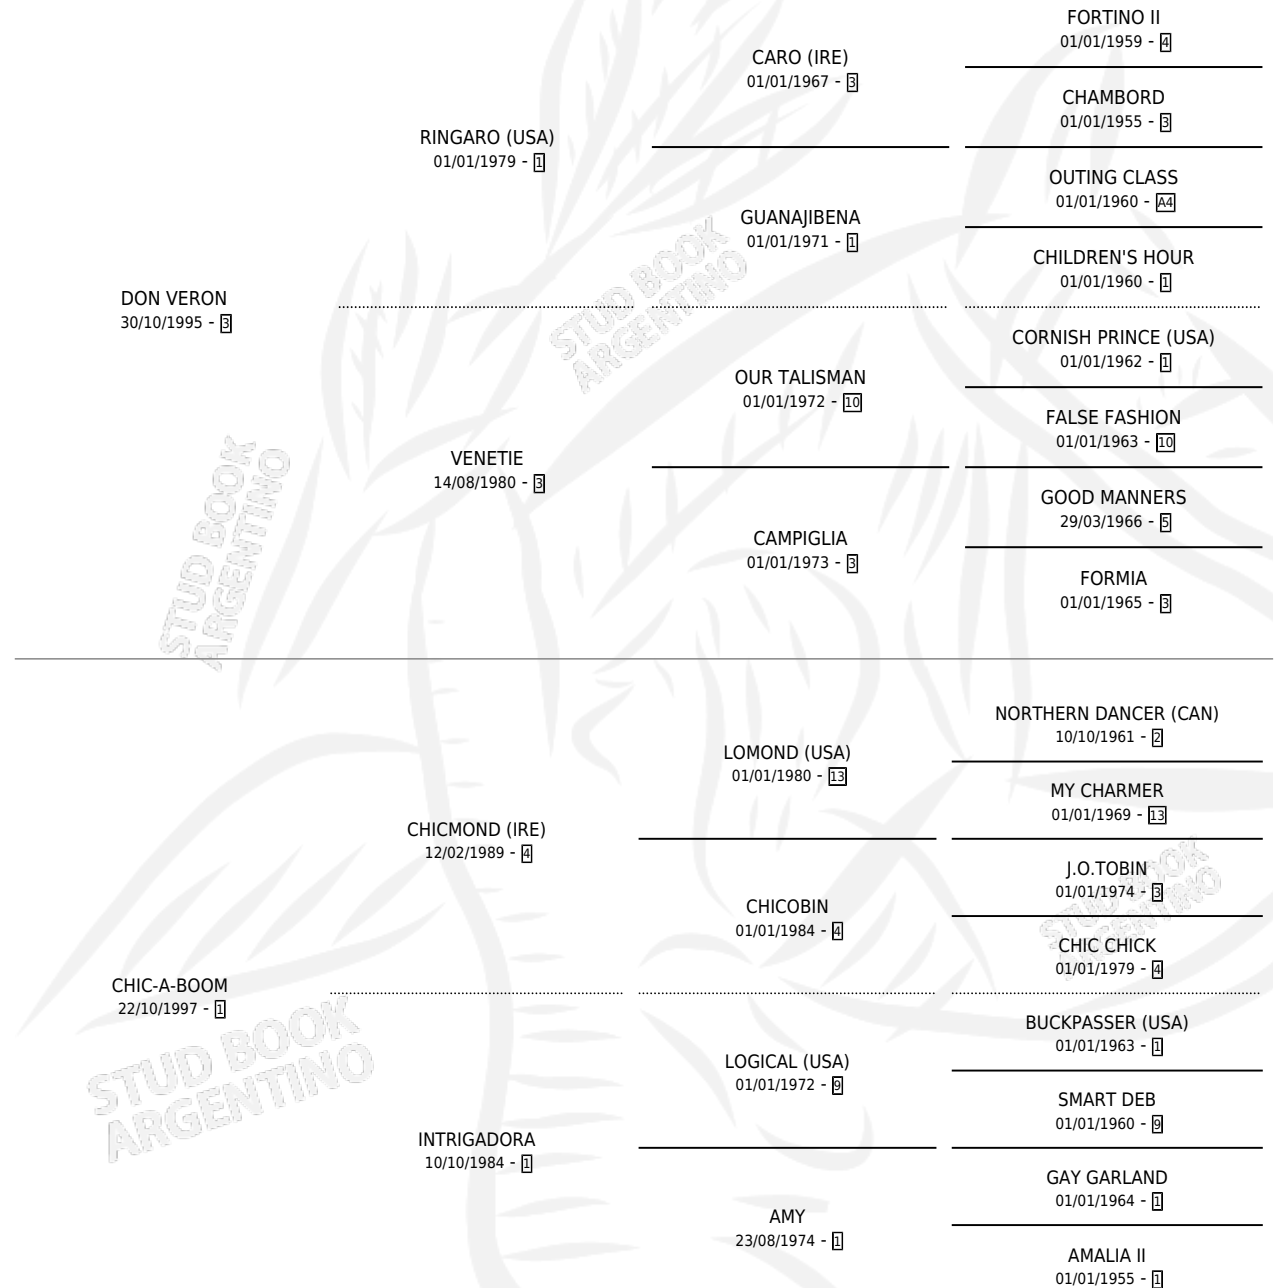 FORTINO II
01/01/1959 - 4
CARO (IRE)
01/01/1967 - 3
CHAMBORD
01/01/1955 - 3
RINGARO (USA)
01/01/1979 - 1
OUTING CLASS
01/01/1960 - A4
GUANAJIBENA
01/01/1971 - 1
CHILDREN'S HOUR
01/01/1960 - 1
DON VERON
30/10/1995 - 3
CORNISH PRINCE (USA)
01/01/1962 - 1
OUR TALISMAN
01/01/1972 - 10
FALSE FASHION
01/01/1963 - 10
VENETIE
14/08/1980 - 3
GOOD MANNERS
29/03/1966 - 5
CAMPIGLIA
01/01/1973 - 3
FORMIA
01/01/1965 - 3
NORTHERN DANCER (CAN)
10/10/1961 - 2
LOMOND (USA)
01/01/1980 - 13
MY CHARMER
01/01/1969 - 13
CHICMOND (IRE)
12/02/1989 - 4
J.O.TOBIN
01/01/1974 - 3
CHICOBIN
01/01/1984 - 4
CHIC CHICK
01/01/1979 - 4
CHIC-A-BOOM
22/10/1997 - 1
BUCKPASSER (USA)
01/01/1963 - 1
LOGICAL (USA)
01/01/1972 - 9
SMART DEB
01/01/1960 - 9
INTRIGADORA
10/10/1984 - 1
GAY GARLAND
01/01/1964 - 1
AMY
23/08/1974 - 1
AMALIA II
01/01/1955 - 1
STUD BOOK
ARGENTINO
STUD BOOK
ARGENTINO
STUD BOOK
ARGENTINO
STUD BOOK
ARGENTINO